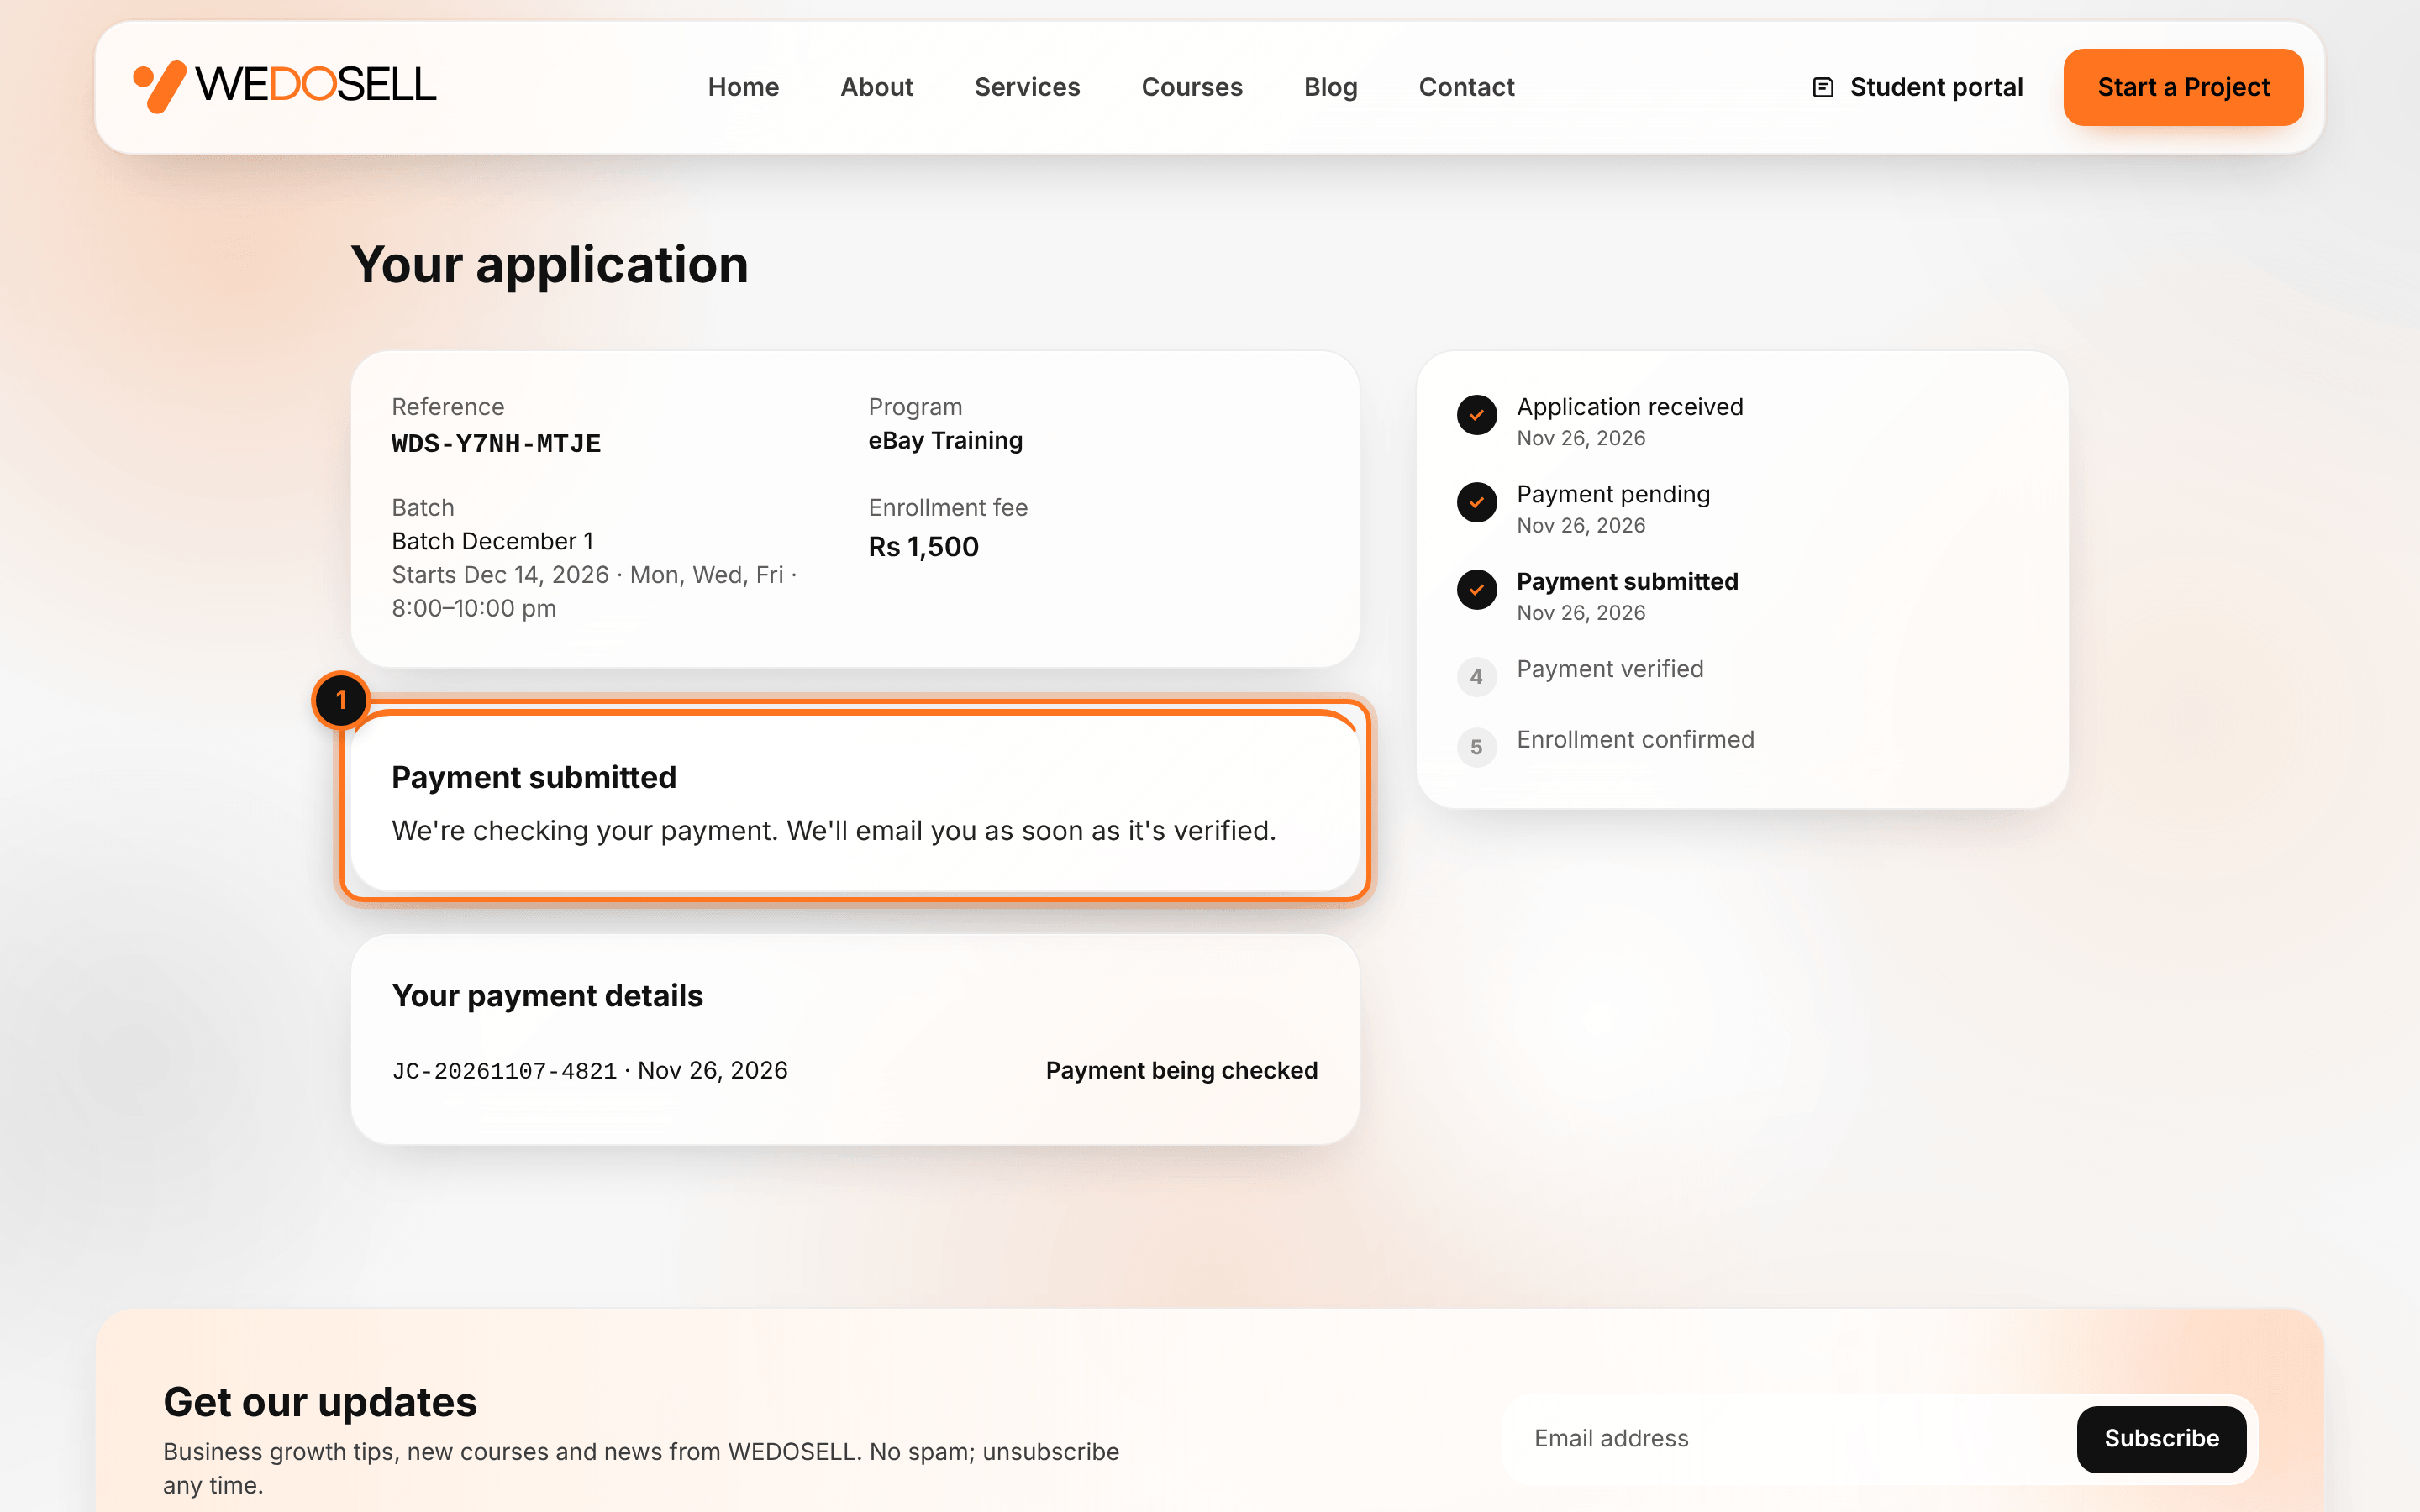 WEDOSELL
Home
About
Services
Courses
Blog
Contact
Student portal
Start a Project
Your application
Reference
WDS-Y7NH-MTJE
Program
eBay Training
Batch
Batch December 1
Starts Dec 14, 2026 · Mon, Wed, Fri ·
8:00–10:00 pm
Enrollment fee
Rs 1,500
1
Payment submitted
We're checking your payment. We'll email you as soon as it's verified.
Your payment details
JC-20261107-4821 · Nov 26, 2026
Payment being checked
Application received
Nov 26, 2026
Payment pending
Nov 26, 2026
Payment submitted
Nov 26, 2026
4
Payment verified
5
Enrollment confirmed
Get our updates
Business growth tips, new courses and news from WEDOSELL. No spam; unsubscribe
any time.
Email address
Subscribe